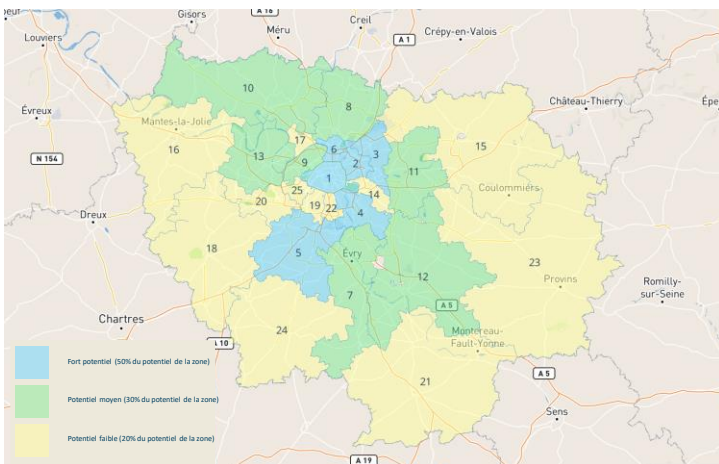 Gisors
A 16
Creil
Méru
Louviers
A 1
Crépy-en-Valois
10
8
Château-Thierry
Évreux
Mantes-la-Jolie
17
16
13
9
6
3
2
15
11
N 154
1
25
14
Coulommiers
20
19
22
4
Dreux
18
5
Évry
23
12
7
Provins
Romilly-
sur-Seine
A 5
Chartres
24
Montereau-
Fault-Yonne
A 10
Fort potentiel (50% du potentiel de la zone)
A 5
21
Potentiel moyen (30% du potentiel de la zone)
Sens
Potentiel faible (20% du potentiel de la zone)
A 19